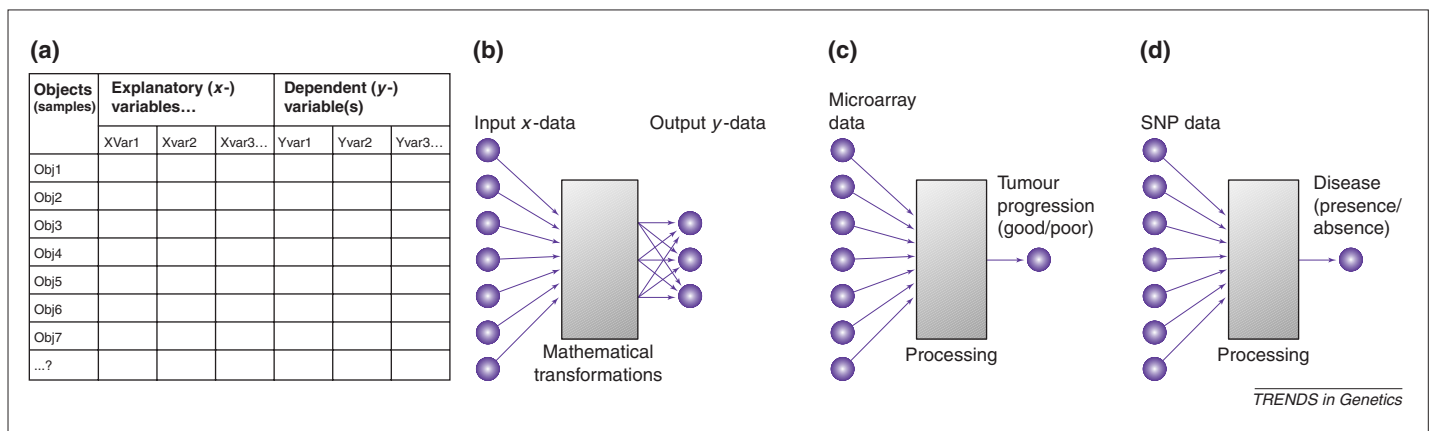 (a)
Objects
(samples)
Explanatory (x-)
variables…
Dependent (y-)
variable(s)
XVar1 Xvar2 Xvar3... Yvar1 Yvar2 Yvar3...
Obj1
Obj2
Obj3
Obj4
Obj5
Obj6
Obj7
...?
(b)
Input x-data
Output y-data
Mathematical
transformations
(c)
Microarray
data
Tumour
progression
(good/poor)
Processing
(d)
SNP data
Disease
(presence/
absence)
Processing
TRENDS in Genetics